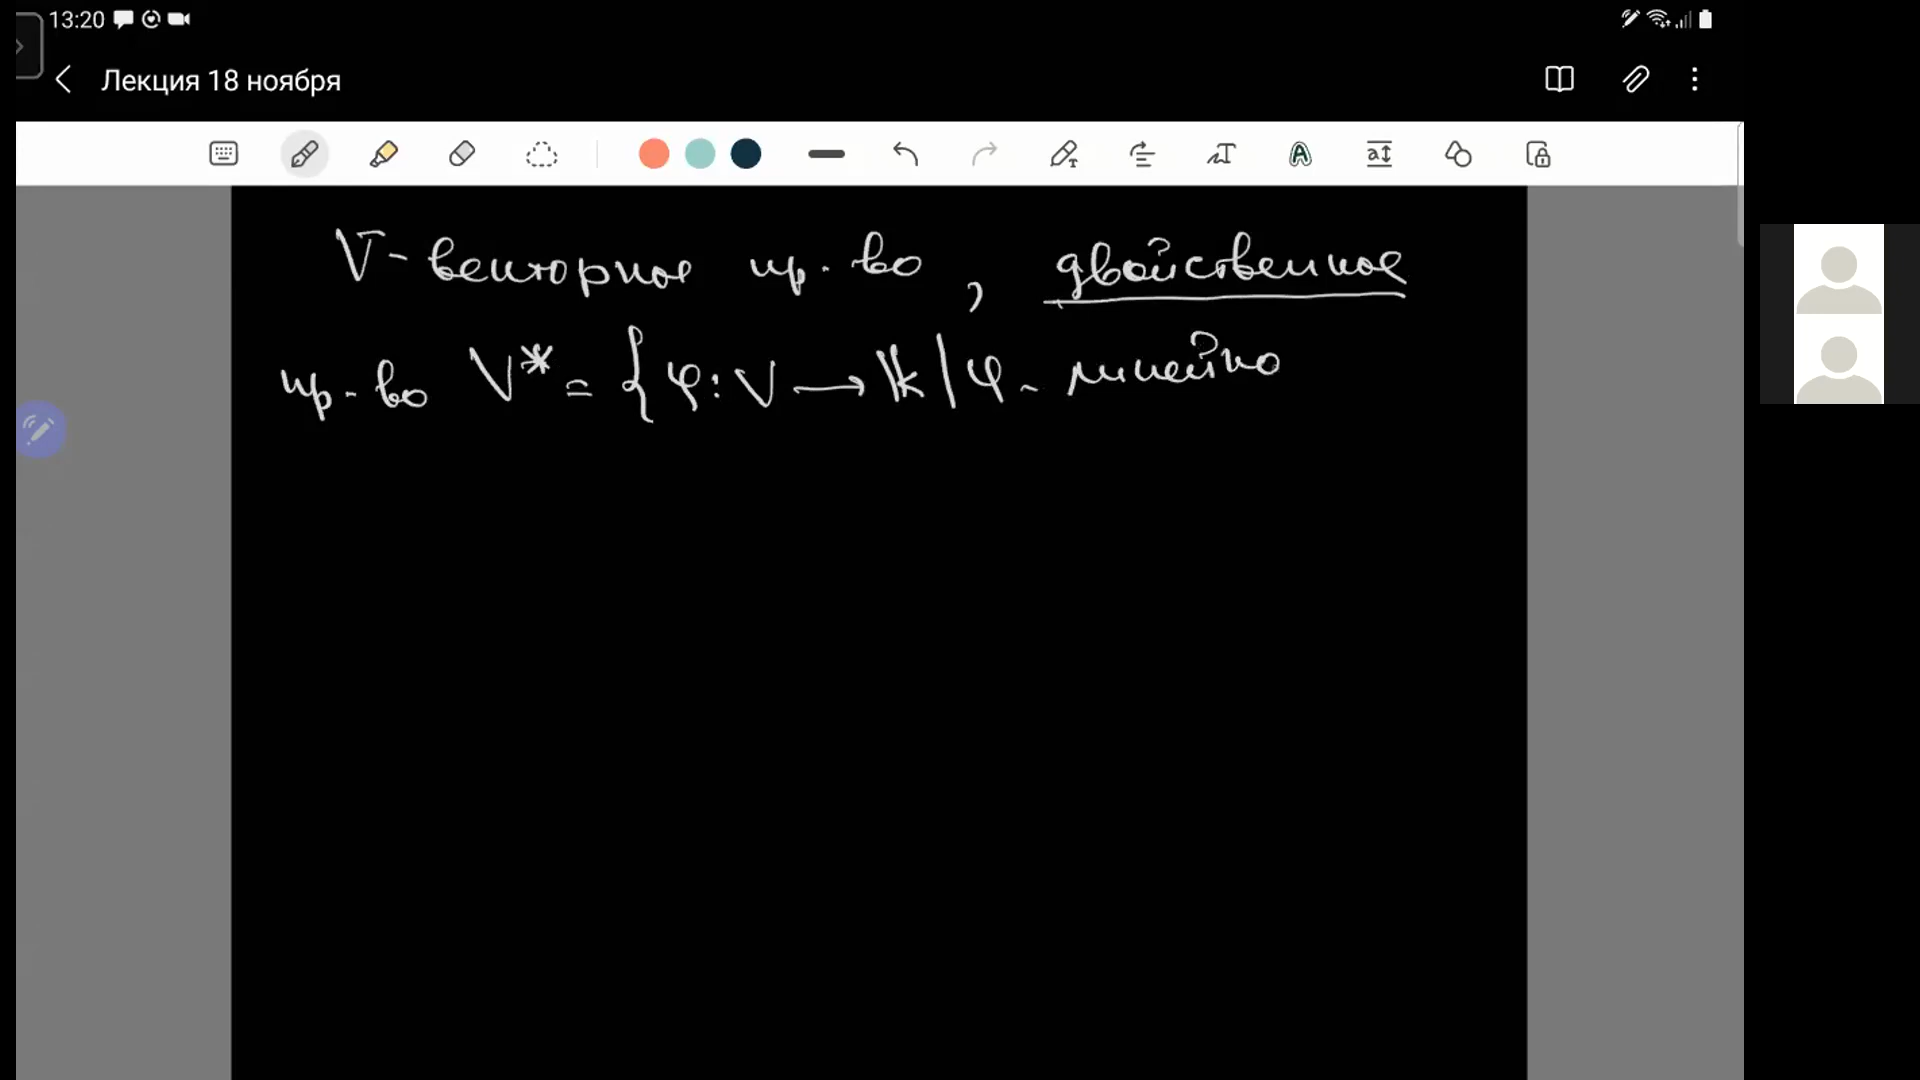 13:20
Лекция 18 ноября
V - векторное пр-во, двойственное
пр-во V* = {φ: V → 𝕜 | φ - линейно